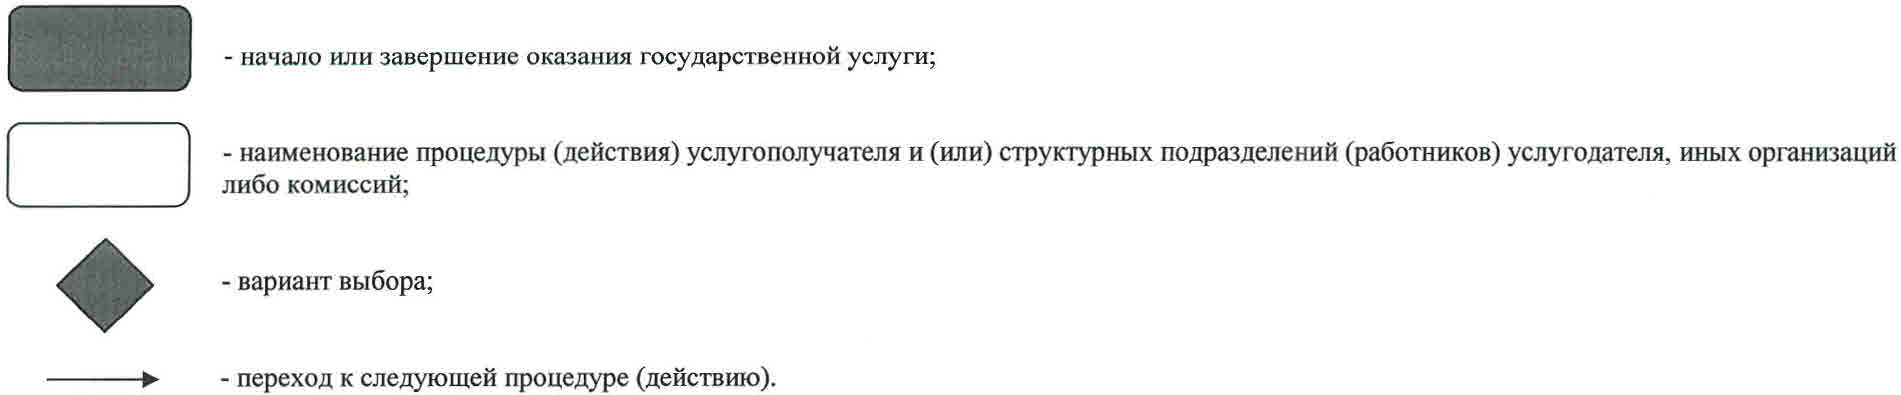 - начало или завершение оказания государственной услуги;
- наименование процедуры (действия) услугополучателя и (или) структурных подразделений (работников) услугодателя, иных организаций
либо комиссий;
- вариант выбора;
- переход к следующей процедуре (действию).